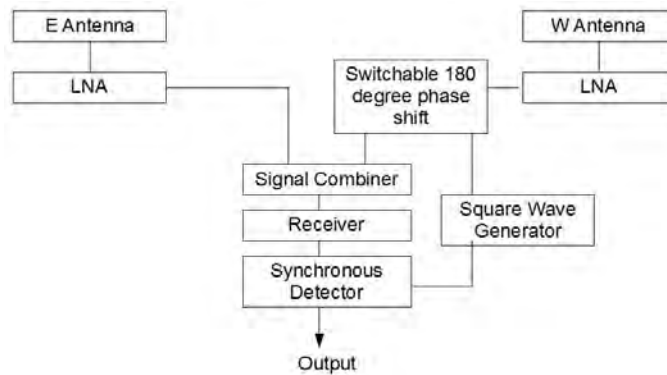 E Antenna
W Antenna
LNA
Switchable 180
degree phase
shift
LNA
Signal Combiner
Receiver
Square Wave
Generator
Synchronous
Detector
Output